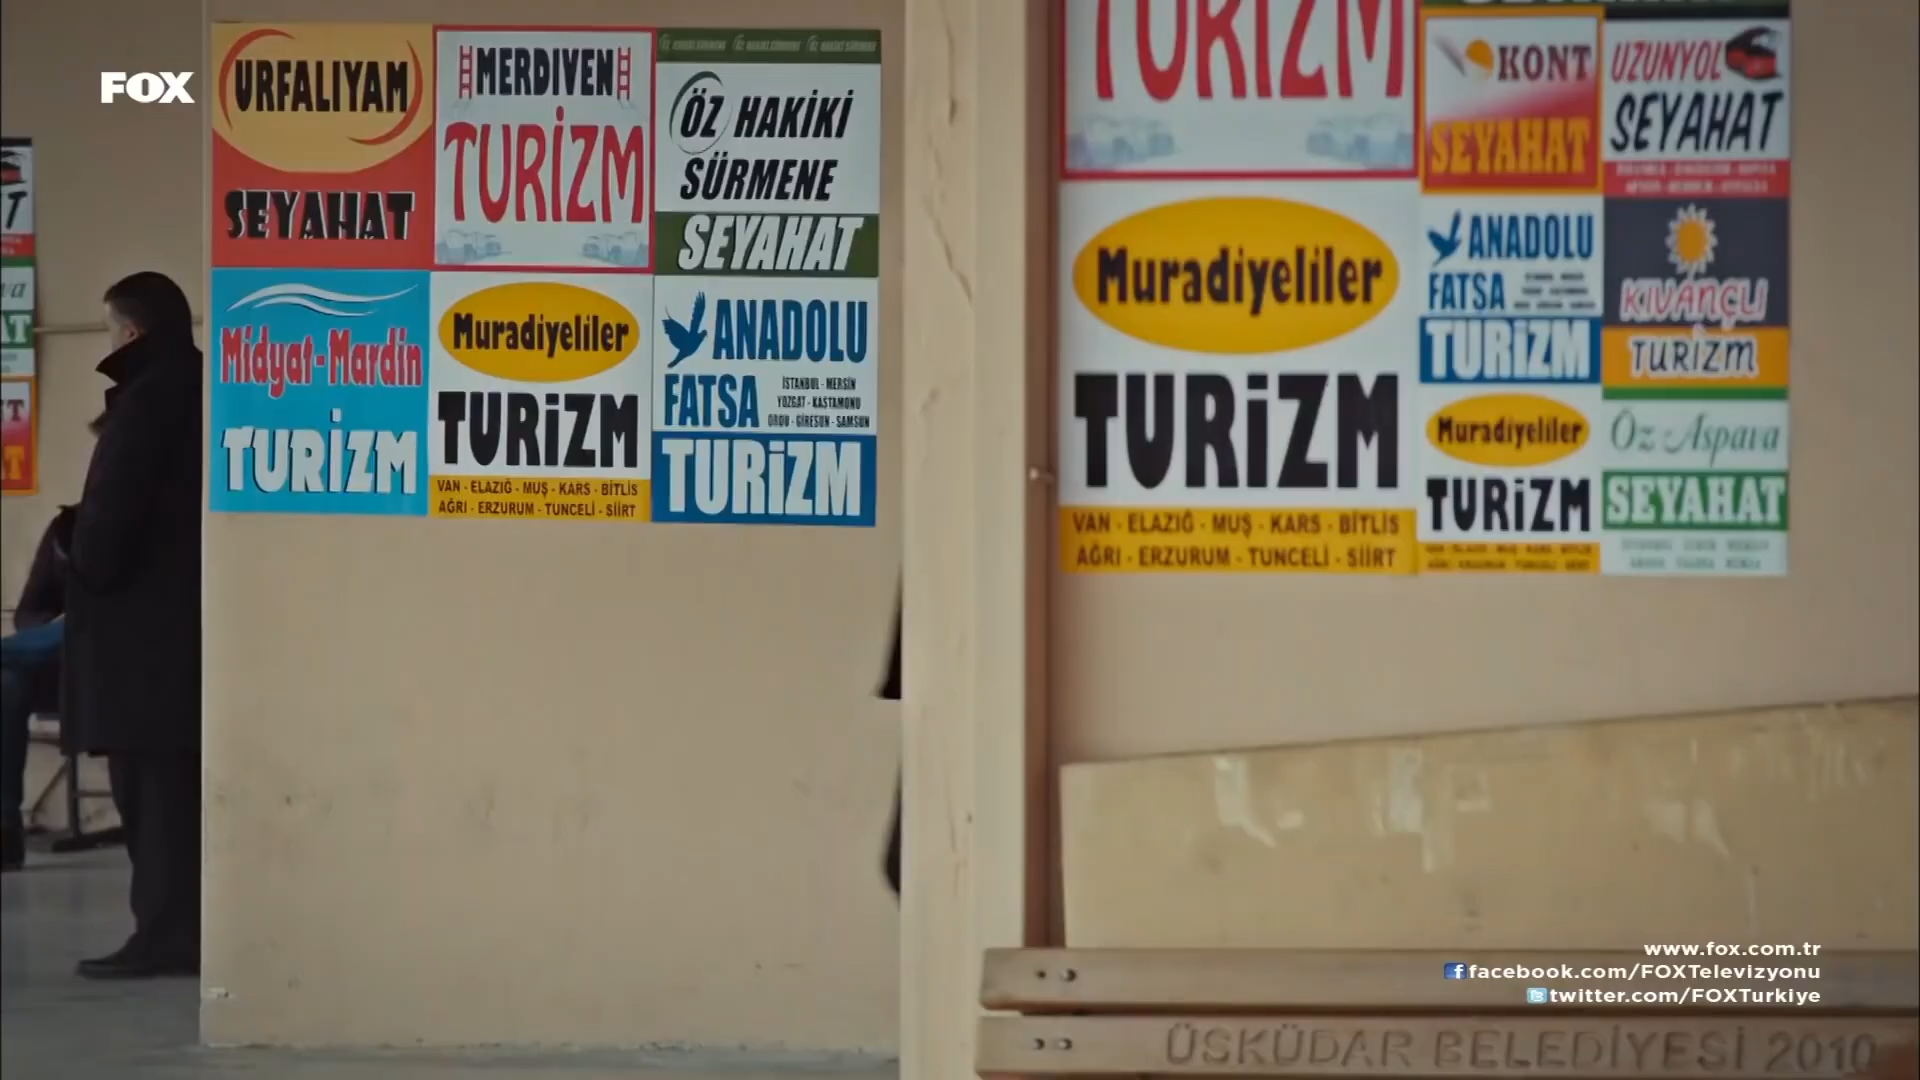 FOX
URFALIYAM
SEYAHAT
MERDIVEN
TURİZM
ÖZ HAKİKİ
SÜRMENE
SEYAHAT
Midyat-Mardin
TURİZM
Muradiyeliler
TURİZM
VAN - ELAZIĞ - MUŞ - KARS - BİTLİS
AĞRI - ERZURUM - TUNCELİ - SİİRT
ANADOLU
FATSA
İSTANBUL - MERSİN
YOZGAT - KASTAMONU
ORDU - GİRESUN - SAMSUN
TURİZM
TURİZM
KONT
SEYAHAT
UZUNYOL
SEYAHAT
Muradiyeliler
TURİZM
VAN - ELAZIĞ - MUŞ - KARS - BİTLİS
AĞRI - ERZURUM - TUNCELİ - SİİRT
ANADOLU
FATSA
TURİZM
KIVANÇLI
TURİZM
Muradiyeliler
TURİZM
Öz Aspava
SEYAHAT
www.fox.com.tr
facebook.com/FOXTelevizyonu
twitter.com/FOXTurkiye
ÜSKÜDAR BELEDİYESİ 2010